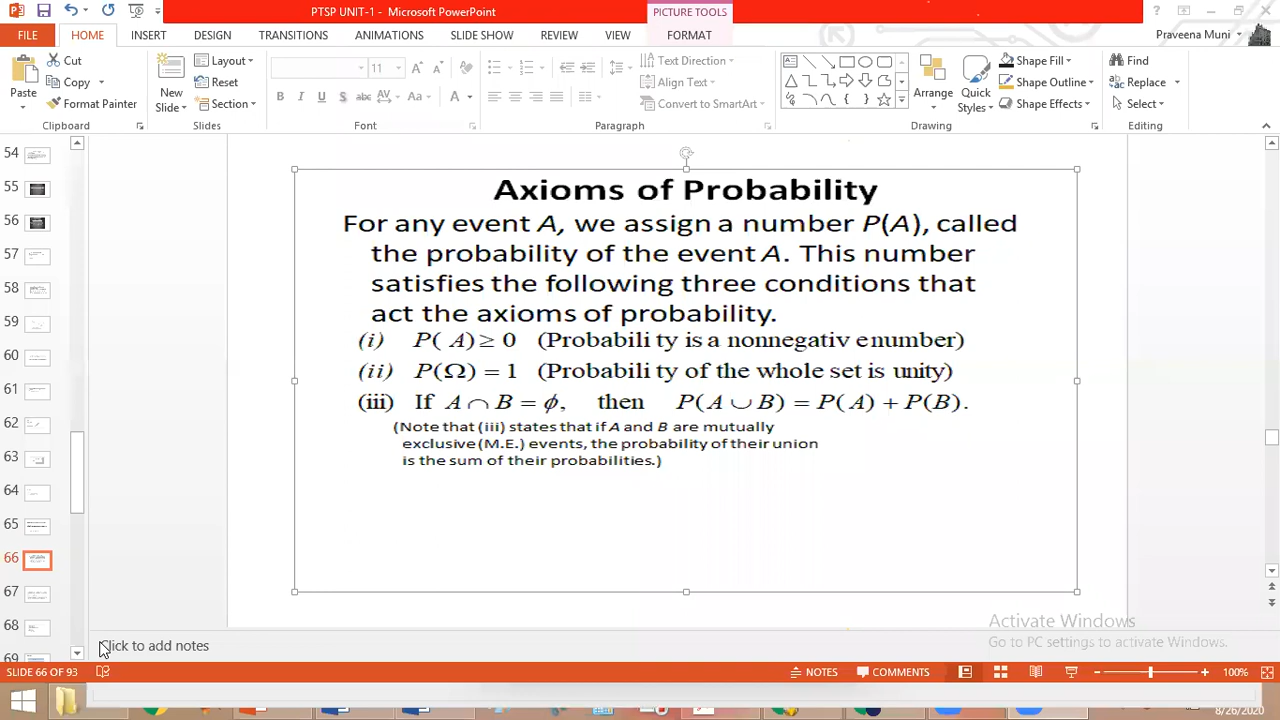 PTSP UNIT-1 - Microsoft PowerPoint
PICTURE TOOLS
FILE HOME INSERT DESIGN TRANSITIONS ANIMATIONS SLIDE SHOW REVIEW VIEW FORMAT
Praveena Muni
Paste
Cut
Copy
Format Painter
Clipboard
New Slide
Layout
Reset
Section
Slides
11
B I U S abc AV Aa A
Font
Text Direction
Align Text
Convert to SmartArt
Paragraph
Arrange
Quick Styles
Shape Fill
Shape Outline
Shape Effects
Drawing
Find
Replace
Select
Editing
54
55
56
57
58
59
60
61
62
63
64
65
66
67
68
69
Axioms of Probability
For any event A, we assign a number P(A), called
the probability of the event A. This number
satisfies the following three conditions that
act the axioms of probability.
(i) P( A) ≥ 0 (Probabili ty is a nonnegativ e number)
(ii) P(Ω) = 1 (Probabili ty of the whole set is unity)
(iii) If A ∩ B = ϕ, then P(A ∪ B) = P( A) + P(B).
(Note that (iii) states that if A and B are mutually
exclusive (M.E.) events, the probability of their union
is the sum of their probabilities.)
Activate Windows
Go to PC settings to activate Windows.
Click to add notes
SLIDE 66 OF 93
NOTES
COMMENTS
100%
8/26/2020